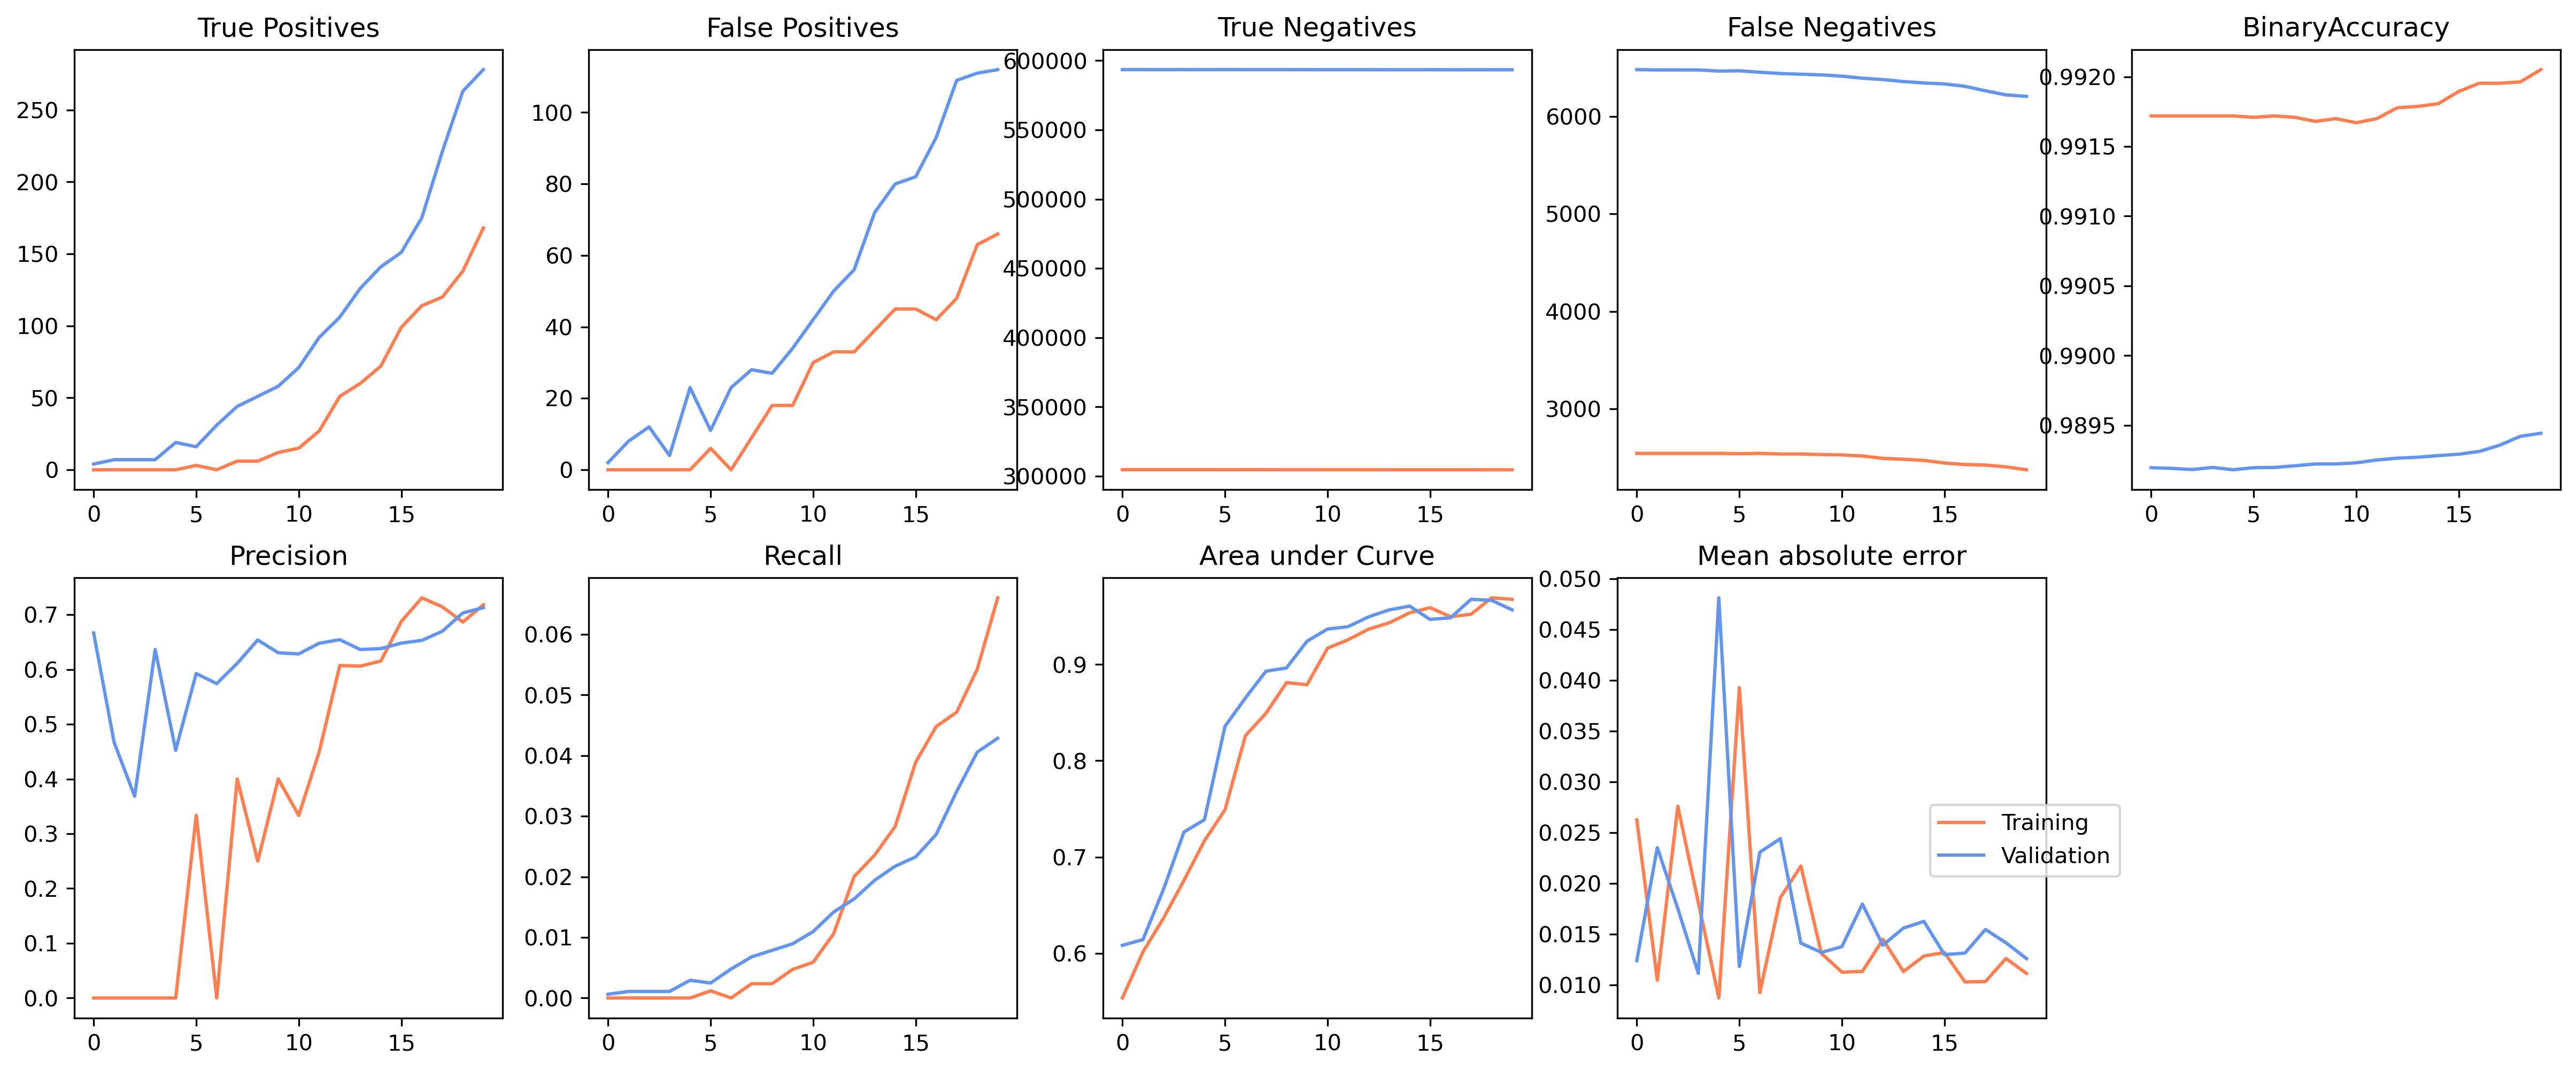 True Positives
250
200
150
100
50
0
0 5 10 15
False Positives
100
80
60
40
20
0
0 5 10 15
True Negatives
600000
550000
500000
450000
400000
350000
300000
0 5 10 15
False Negatives
6000
5000
4000
3000
0 5 10 15
BinaryAccuracy
0.9920
0.9915
0.9910
0.9905
0.9900
0.9895
0 5 10 15
Precision
0.7
0.6
0.5
0.4
0.3
0.2
0.1
0.0
0 5 10 15
Recall
0.06
0.05
0.04
0.03
0.02
0.01
0.00
0 5 10 15
Area under Curve
0.9
0.8
0.7
0.6
0 5 10 15
Mean absolute error
0.050
0.045
0.040
0.035
0.030
0.025
0.020
0.015
0.010
0 5 10 15
Training
Validation